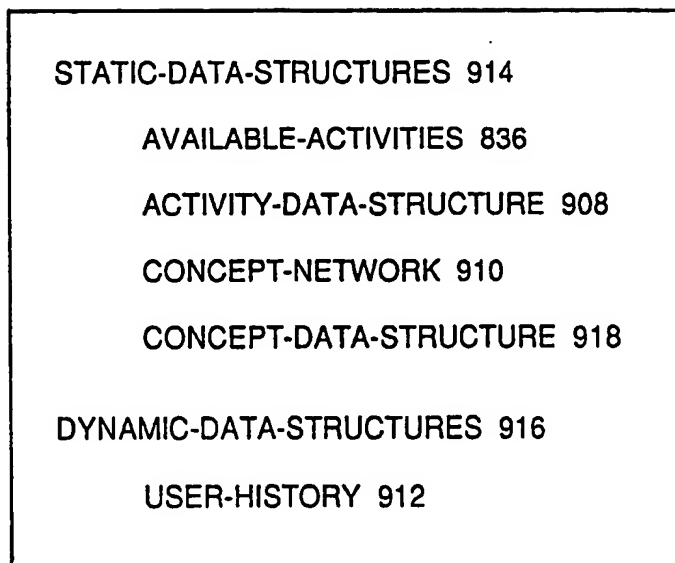 STATIC-DATA-STRUCTURES 914
AVAILABLE-ACTIVITIES 836
ACTIVITY-DATA-STRUCTURE 908
CONCEPT-NETWORK 910
CONCEPT-DATA-STRUCTURE 918
DYNAMIC-DATA-STRUCTURES 916
USER-HISTORY 912